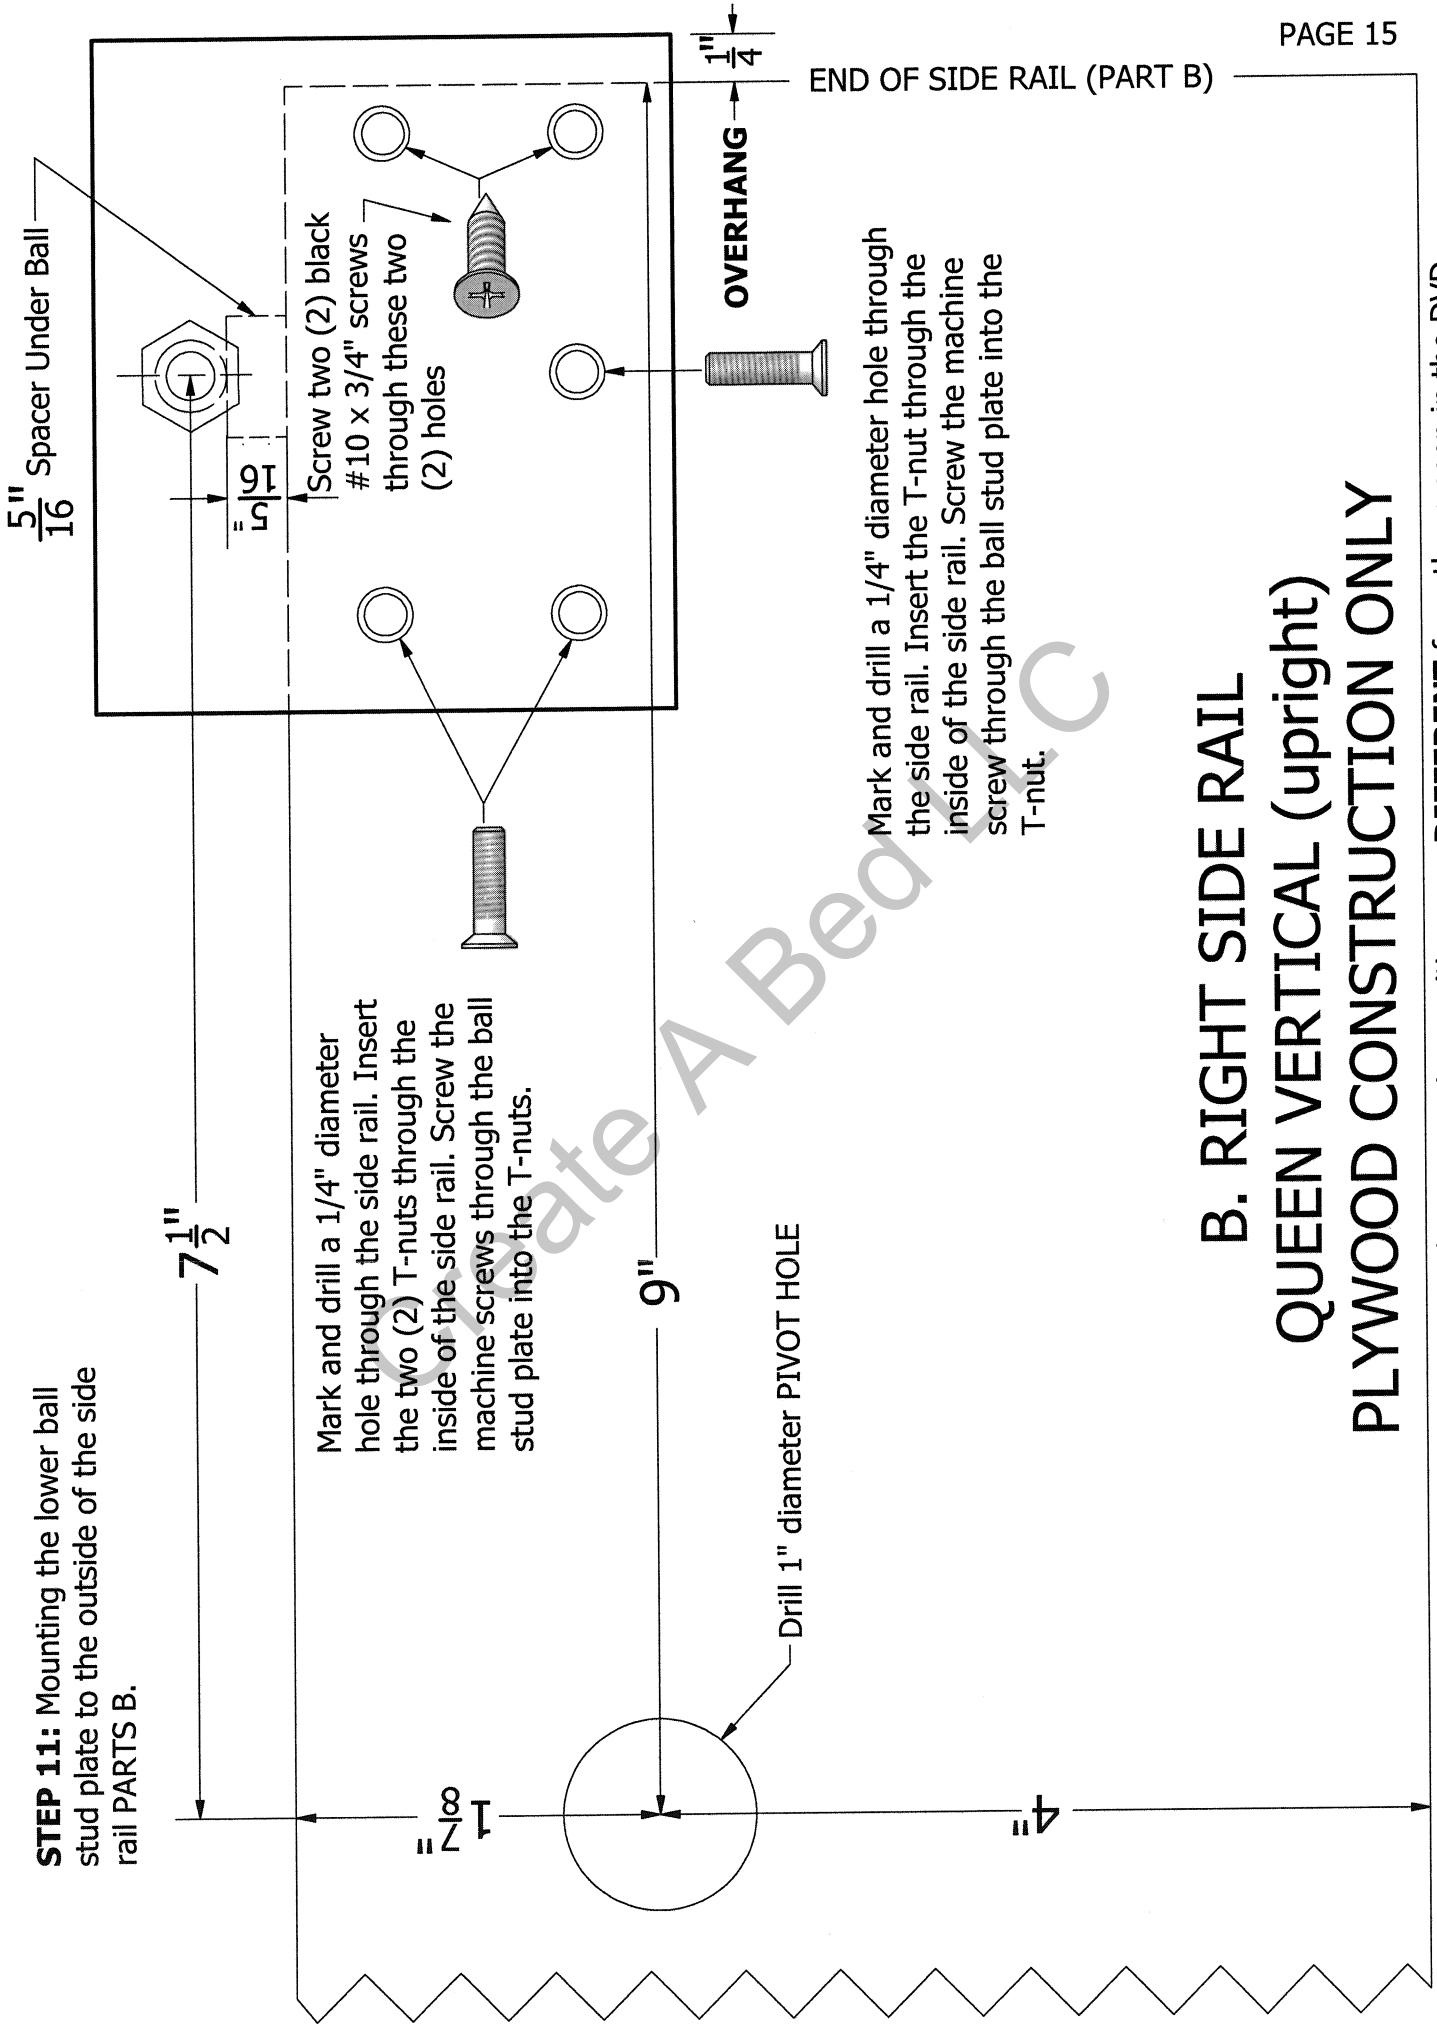 PAGE 15
STEP 11: Mounting the lower ball
stud plate to the outside of the side
rail PARTS B.
7 1/2"
5/16" Spacer Under Ball
5/16"
Screw two (2) black
#10 x 3/4" screws
through these two
(2) holes
Mark and drill a 1/4" diameter
hole through the side rail. Insert
the two (2) T-nuts through the
inside of the side rail. Screw the
machine screws through the ball
stud plate into the T-nuts.
1 7/8"
9"
1/4"
OVERHANG
END OF SIDE RAIL (PART B)
Drill 1" diameter PIVOT HOLE
Mark and drill a 1/4" diameter hole through
the side rail. Insert the T-nut through the
inside of the side rail. Screw the machine
screw through the ball stud plate into the
T-nut.
4"
B. RIGHT SIDE RAIL
QUEEN VERTICAL (upright)
PLYWOOD CONSTRUCTION ONLY
Create A Bed LLC